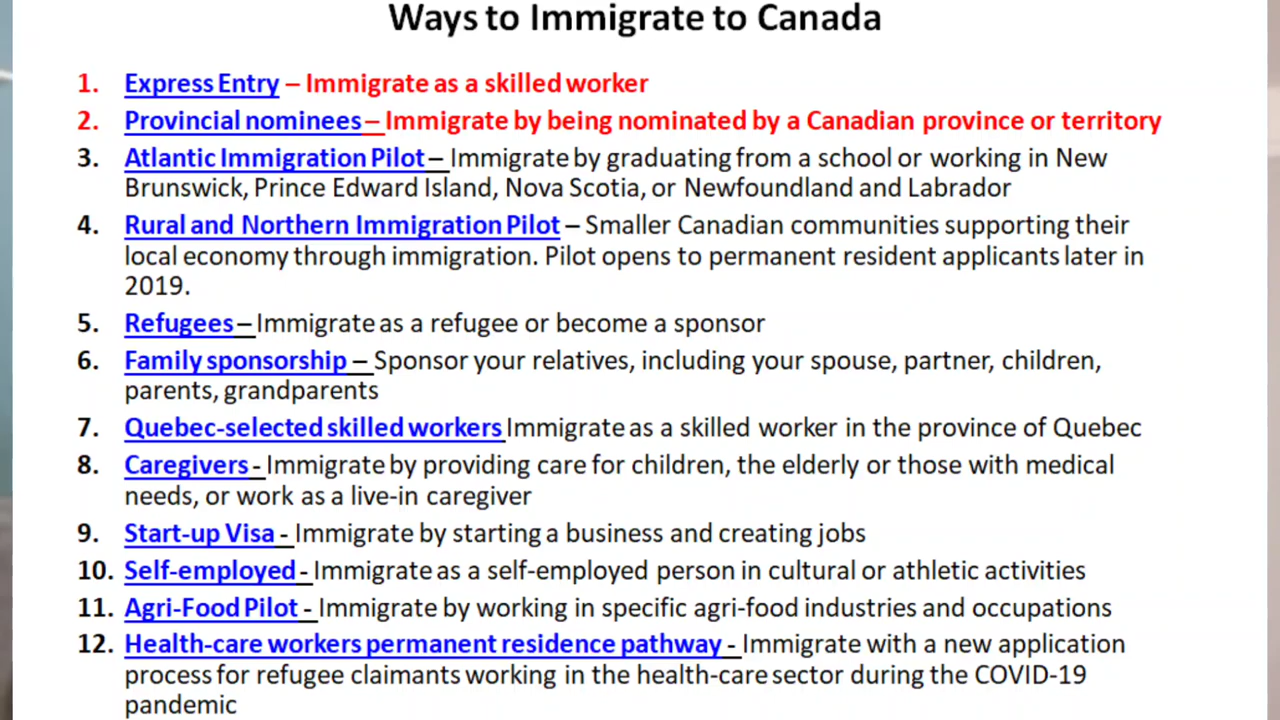 Ways to Immigrate to Canada
1. Express Entry – Immigrate as a skilled worker
2. Provincial nominees – Immigrate by being nominated by a Canadian province or territory
3. Atlantic Immigration Pilot – Immigrate by graduating from a school or working in New
Brunswick, Prince Edward Island, Nova Scotia, or Newfoundland and Labrador
4. Rural and Northern Immigration Pilot – Smaller Canadian communities supporting their
local economy through immigration. Pilot opens to permanent resident applicants later in
2019.
5. Refugees – Immigrate as a refugee or become a sponsor
6. Family sponsorship – Sponsor your relatives, including your spouse, partner, children,
parents, grandparents
7. Quebec-selected skilled workers Immigrate as a skilled worker in the province of Quebec
8. Caregivers - Immigrate by providing care for children, the elderly or those with medical
needs, or work as a live-in caregiver
9. Start-up Visa - Immigrate by starting a business and creating jobs
10. Self-employed - Immigrate as a self-employed person in cultural or athletic activities
11. Agri-Food Pilot - Immigrate by working in specific agri-food industries and occupations
12. Health-care workers permanent residence pathway - Immigrate with a new application
process for refugee claimants working in the health-care sector during the COVID-19
pandemic